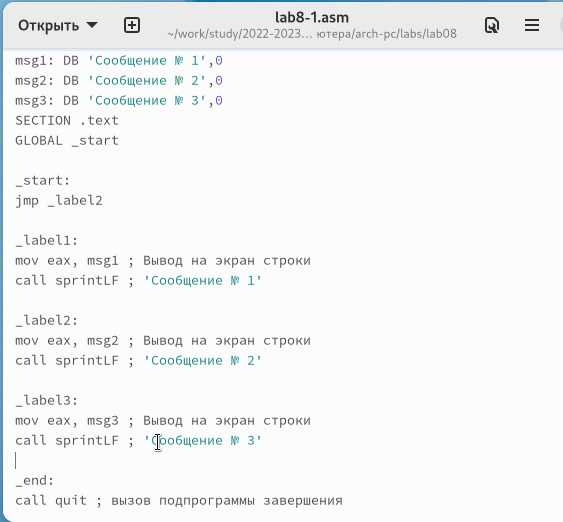 Открыть
lab8-1.asm
~/work/study/2022-2023... ютера/arch-pc/labs/lab08
msg1: DB 'Сообщение № 1',0
msg2: DB 'Сообщение № 2',0
msg3: DB 'Сообщение № 3',0
SECTION .text
GLOBAL _start
_start:
jmp _label2
_label1:
mov eax, msg1 ; Вывод на экран строки
call sprintLF ; 'Сообщение № 1'
_label2:
mov eax, msg2 ; Вывод на экран строки
call sprintLF ; 'Сообщение № 2'
_label3:
mov eax, msg3 ; Вывод на экран строки
call sprintLF ; 'Сообщение № 3'
_end:
call quit ; вызов подпрограммы завершения